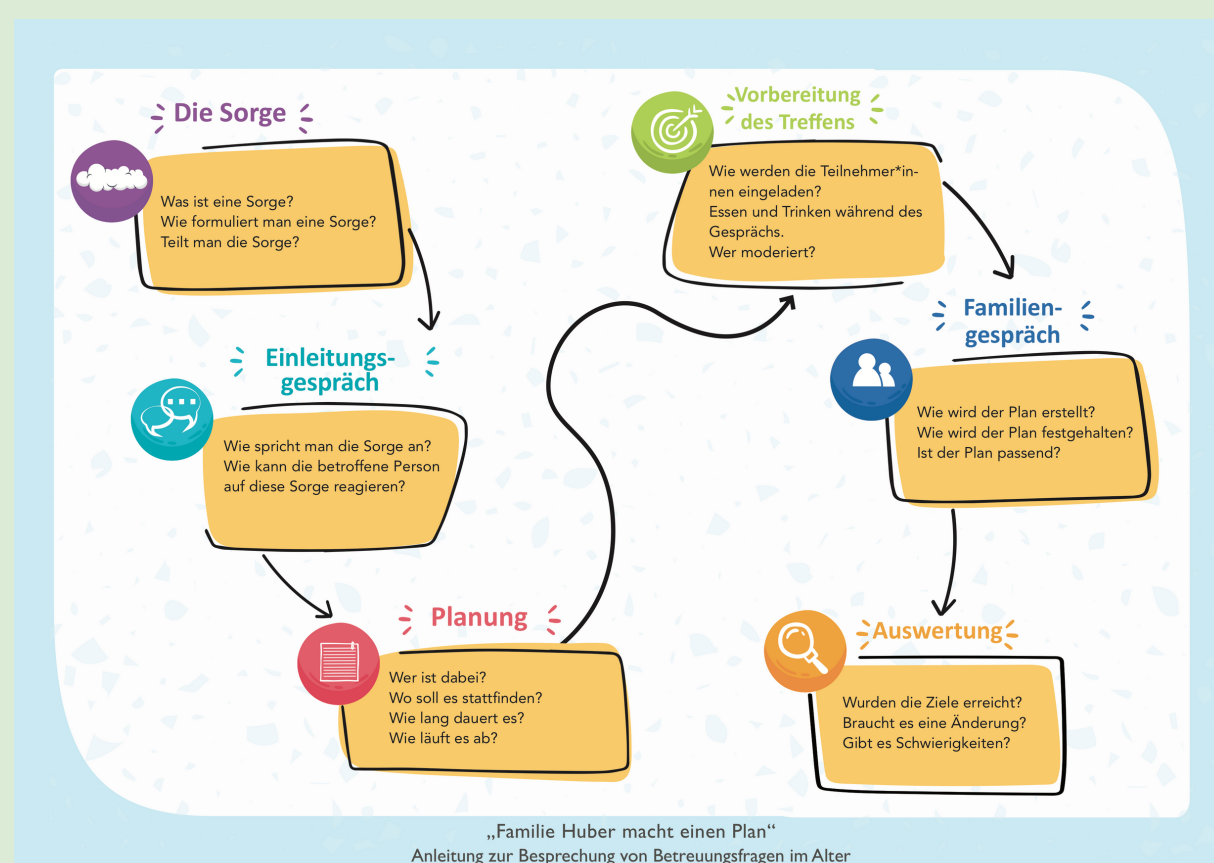 Die Sorge
Was ist eine Sorge?
Wie formuliert man eine Sorge?
Teilt man die Sorge?
Einleitungs-
gespräch
Wie spricht man die Sorge an?
Wie kann die betroffene Person
auf diese Sorge reagieren?
Planung
Wer ist dabei?
Wo soll es stattfinden?
Wie lang dauert es?
Wie läuft es ab?
Vorbereitung
des Treffens
Wie werden die Teilnehmer*in-
nen eingeladen?
Essen und Trinken während des
Gesprächs.
Wer moderiert?
Familien-
gespräch
Wie wird der Plan erstellt?
Wie wird der Plan festgehalten?
Ist der Plan passend?
Auswertung
Wurden die Ziele erreicht?
Braucht es eine Änderung?
Gibt es Schwierigkeiten?
„Familie Huber macht einen Plan“
Anleitung zur Besprechung von Betreuungsfragen im Alter